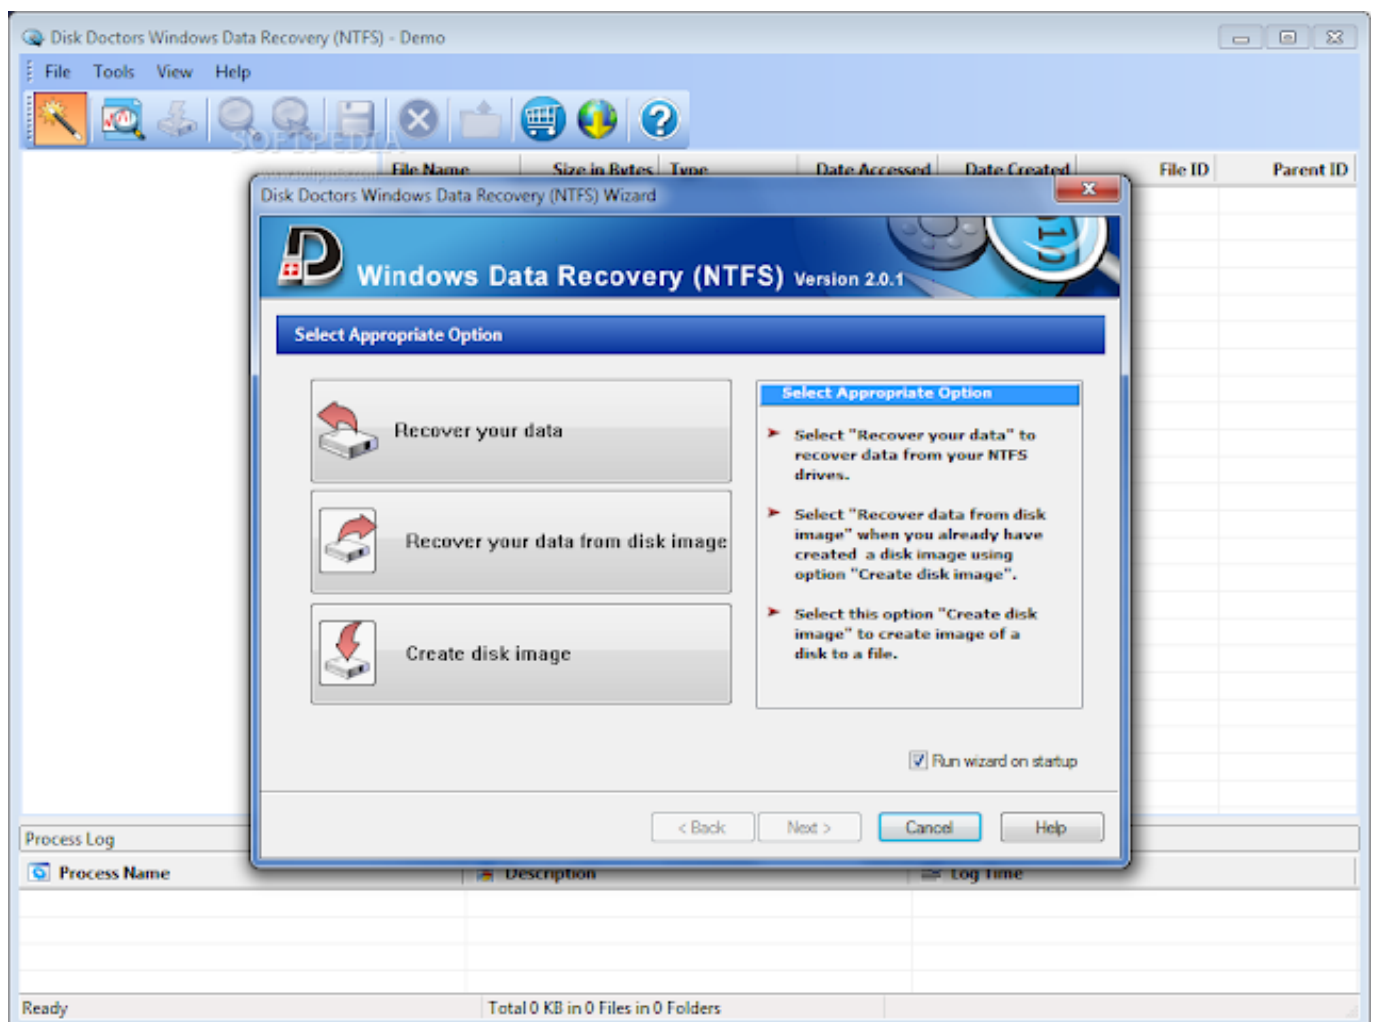 Disk Doctors Windows Data Recovery (NTFS) - Demo
File Tools View Help
SOFTPEDIA
File Name Size in Bytes Type Date Accessed Date Created File ID Parent ID
Disk Doctors Windows Data Recovery (NTFS) Wizard
Windows Data Recovery (NTFS) Version 2.0.1
Select Appropriate Option
Recover your data
Recover your data from disk image
Create disk image
Select Appropriate Option
Select "Recover your data" to
recover data from your NTFS
drives.
Select "Recover data from disk
image" when you already have
created a disk image using
option "Create disk image".
Select this option "Create disk
image" to create image of a
disk to a file.
Run wizard on startup
< Back Next > Cancel Help
Process Log
Process Name Description Log Time
Ready Total 0 KB in 0 Files in 0 Folders